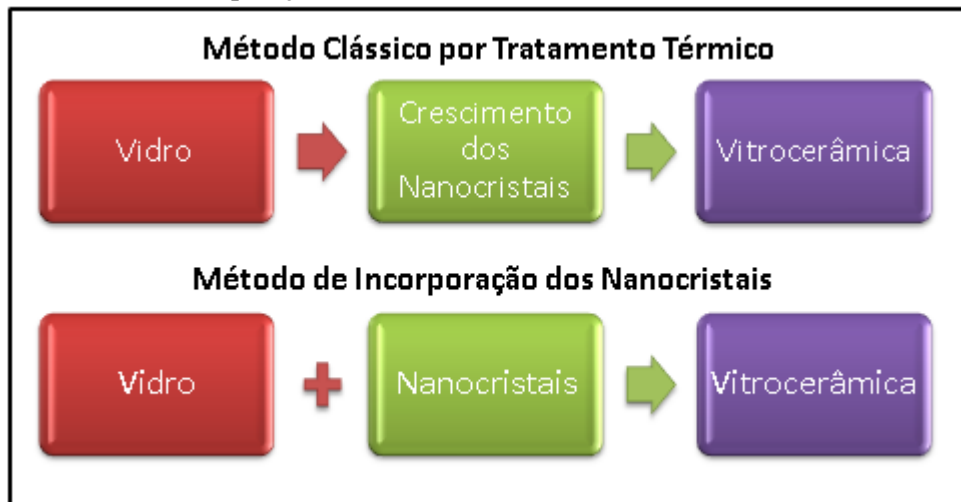 Método Clássico por Tratamento Térmico
Vidro
Crescimento
dos
Nanocristais
Vitrocerâmica
Método de Incorporação dos Nanocristais
Vidro
Nanocristais
Vitrocerâmica